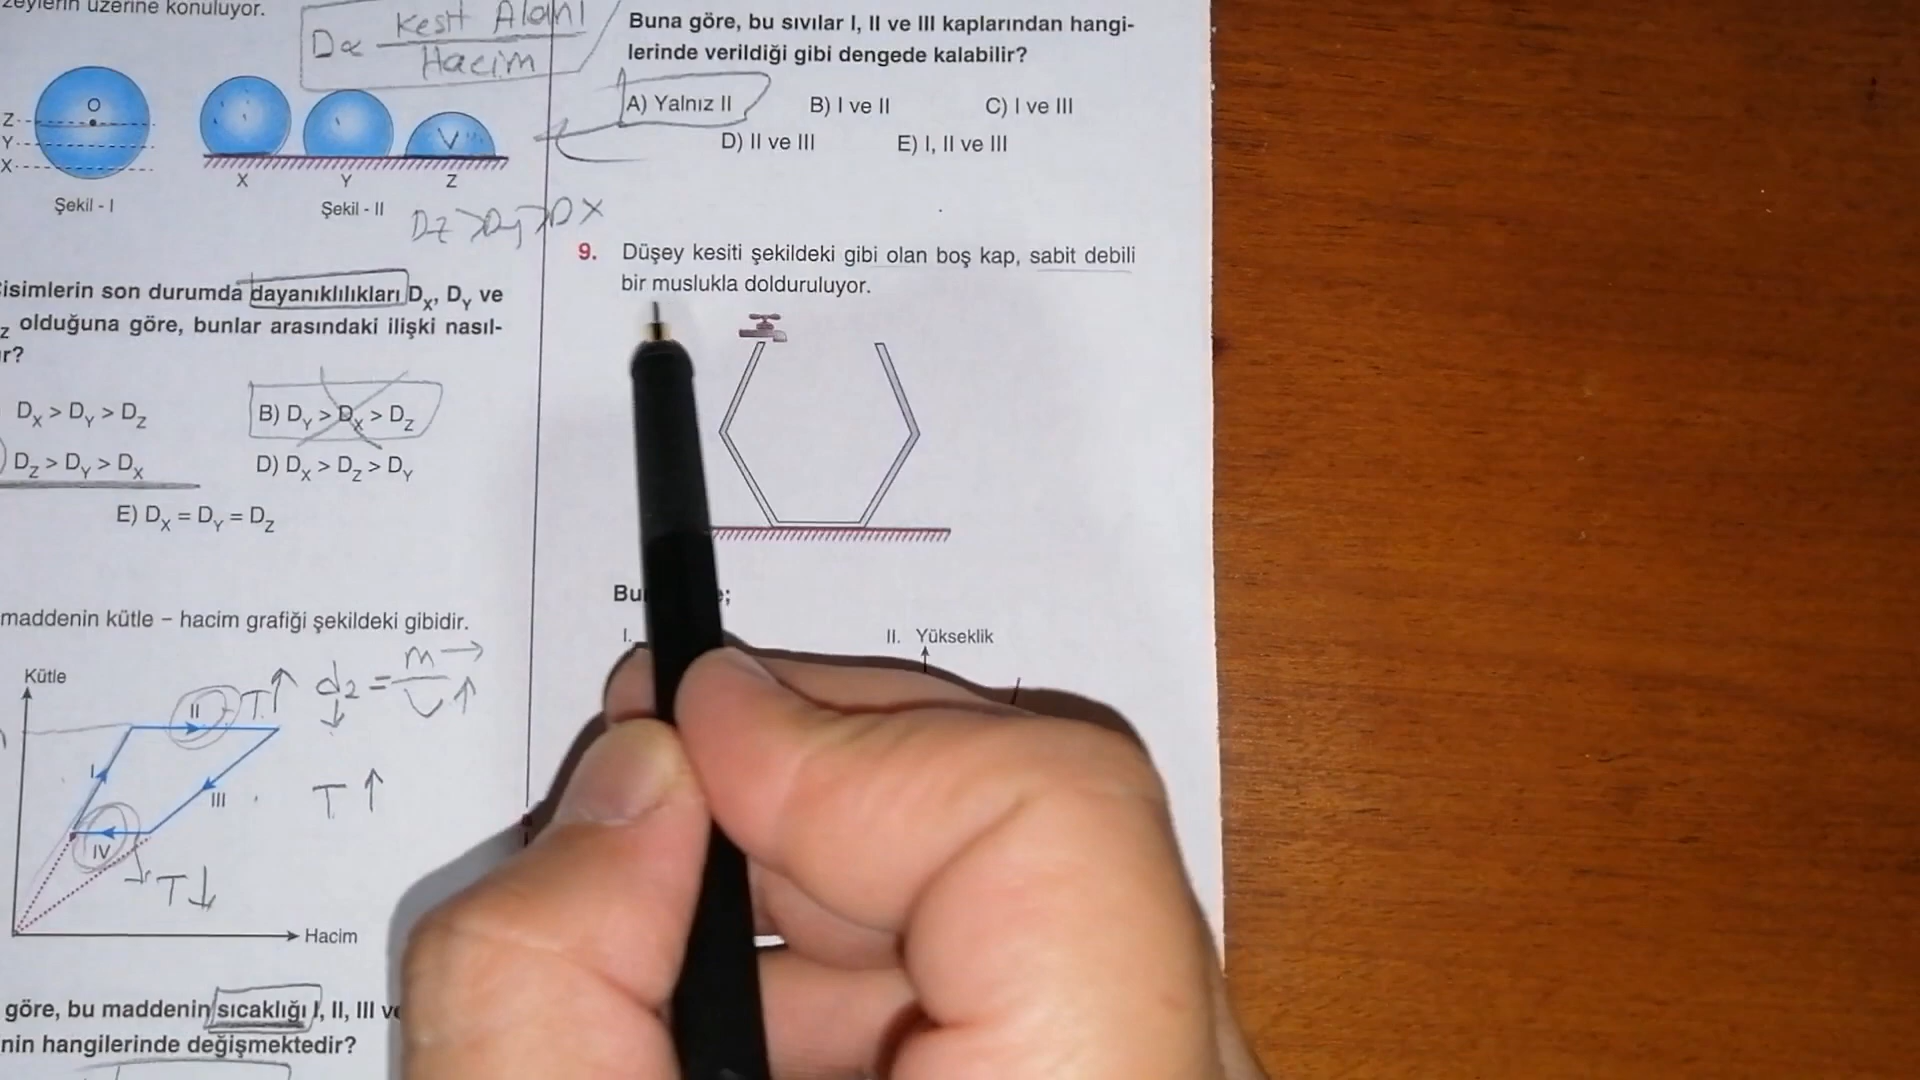 zeylerin üzerine konuluyor.
D∝ Kesit Alanı
Hacim
O
Z
Y
X
V
X
Y
Z
Şekil - I
Şekil - II
Dz > Dy > DX
isimlerin son durumda dayanıklılıkları DX, DY ve
Z olduğuna göre, bunlar arasındaki ilişki nasıl-
r?
DX > DY > DZ
B) DY > DX > DZ
DZ > DY > DX
D) DX > DZ > DY
E) DX = DY = DZ
maddenin kütle – hacim grafiği şekildeki gibidir.
Kütle
I
II
III
IV
Hacim
T↑
d2 = m →
↓ V ↑
T ↑
T↓
göre, bu maddenin sıcaklığı I, II, III
nin hangilerinde değişmektedir?
Buna göre, bu sıvılar I, II ve III kaplarından hangi-
lerinde verildiği gibi dengede kalabilir?
A) Yalnız II
B) I ve II
C) I ve III
D) II ve III
E) I, II ve III
9. Düşey kesiti şekildeki gibi olan boş kap, sabit debili
bir muslukla dolduruluyor.
I.
II. Yükseklik